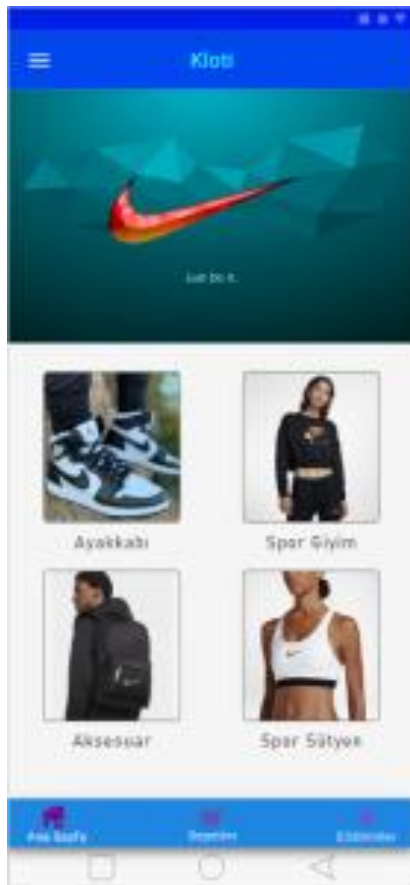 Kloti
Just Do it.
Ayakkabı
Spor Giyim
Aksesuar
Spor Sütyen
Ana Sayfa